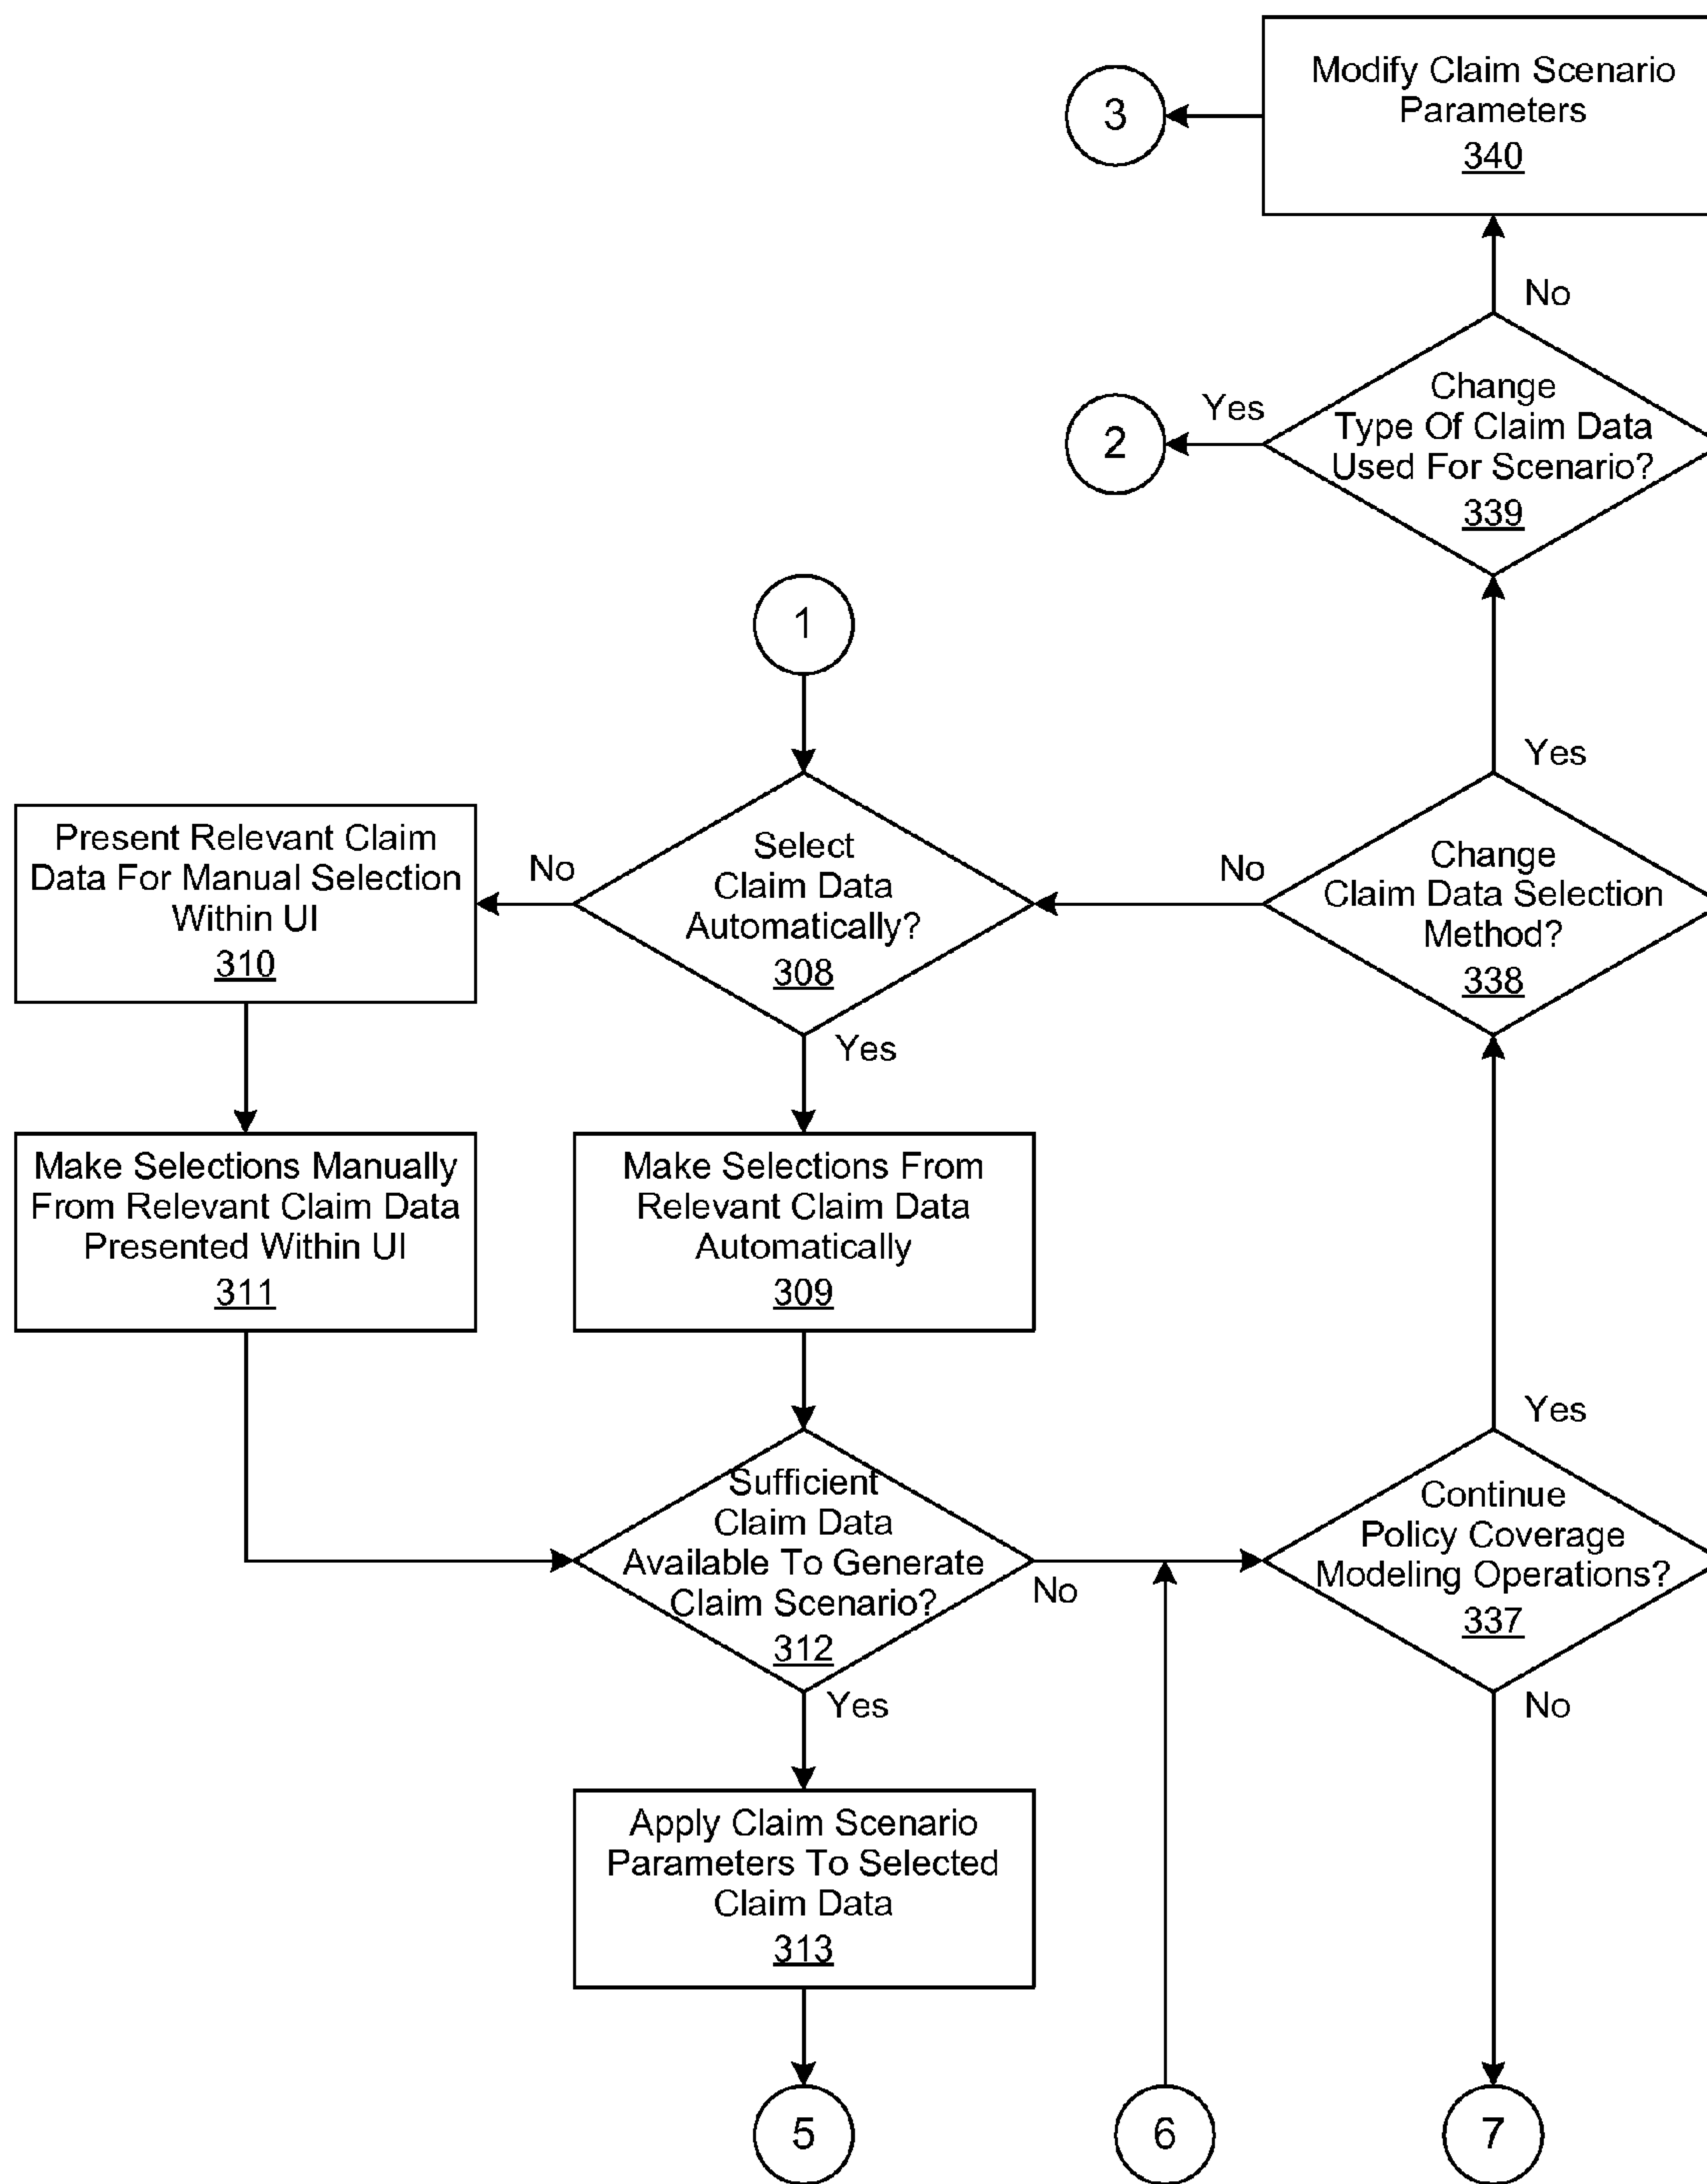 Modify Claim Scenario
Parameters
340
3
No
Change
Type Of Claim Data
Used For Scenario?
339
Yes
2
1
Yes
Present Relevant Claim
Data For Manual Selection
Within UI
310
No
Select
Claim Data
Automatically?
308
No
Change
Claim Data Selection
Method?
338
Yes
Make Selections Manually
From Relevant Claim Data
Presented Within UI
311
Make Selections From
Relevant Claim Data
Automatically
309
Yes
Sufficient
Claim Data
Available To Generate
Claim Scenario?
312
No
Continue
Policy Coverage
Modeling Operations?
337
Yes
No
Apply Claim Scenario
Parameters To Selected
Claim Data
313
5
6
7